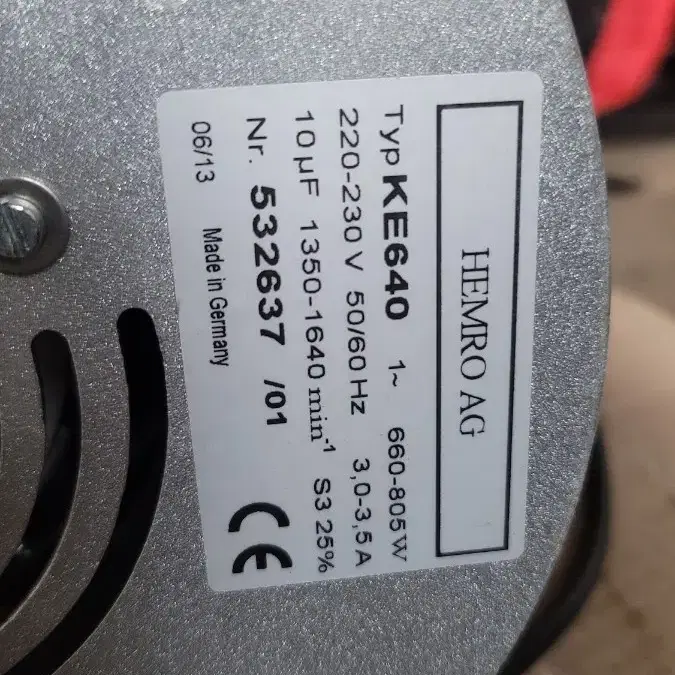 HEMRO AG
Typ KE640 1~ 660-805W
220-230 V 50/60 Hz 3,0-3,5 A
10 µF 1350-1640 min⁻¹ S3 25%
Nr. 532637 /01
06/13 Made in Germany
CE